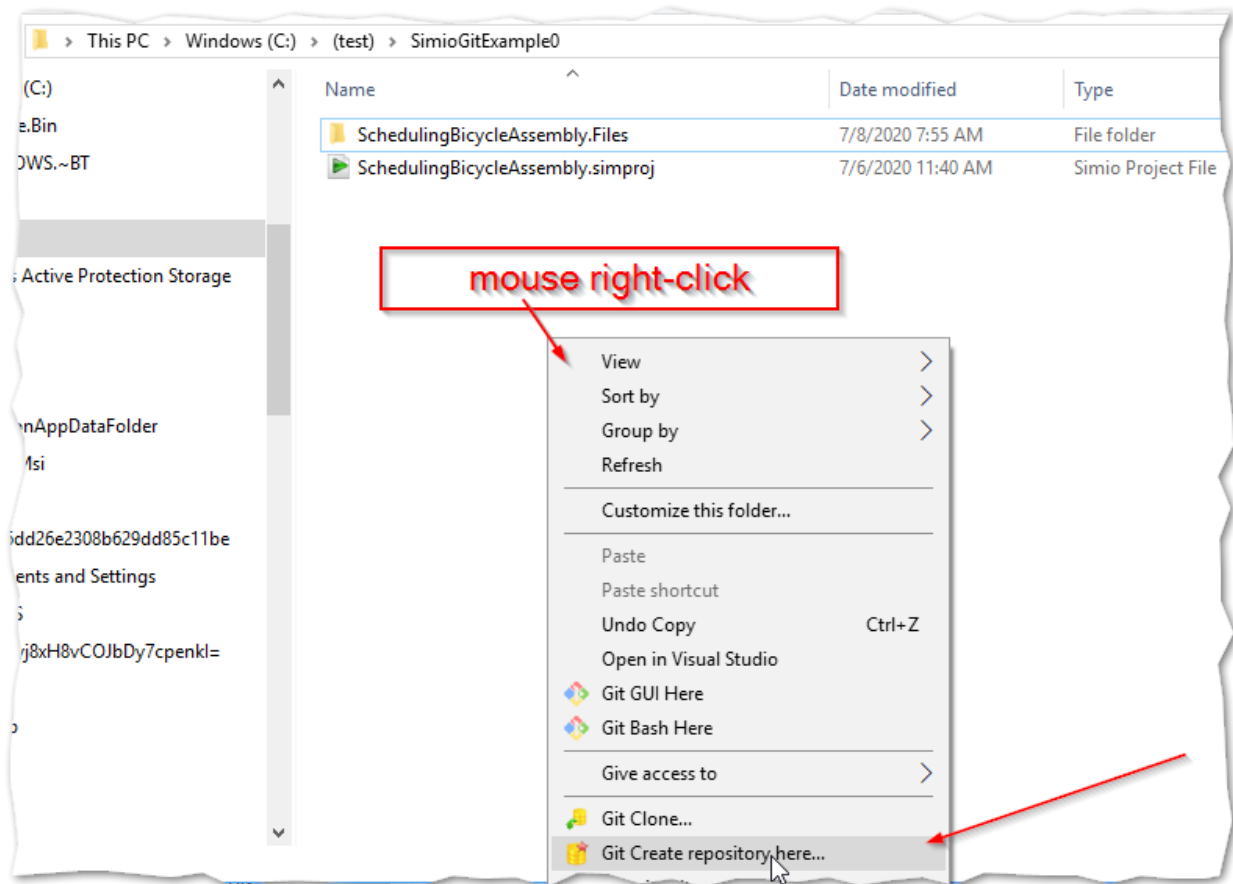 This PC > Windows (C:) > (test) > SimioGitExample0
(C:)
Name Date modified Type
e.Bin
SchedulingBicycleAssembly.Files 7/8/2020 7:55 AM File folder
OWS.~BT
SchedulingBicycleAssembly.simproj 7/6/2020 11:40 AM Simio Project File
Active Protection Storage
mouse right-click
View
Sort by
nAppDataFolder
Group by
Msi
Refresh
Customize this folder...
dd26e2308b629dd85c11be
Paste
ents and Settings
Paste shortcut
S
Undo Copy Ctrl+Z
j8xH8vCOJbDy7cpenkl=
Open in Visual Studio
Git GUI Here
Git Bash Here
Give access to
Git Clone...
Git Create repository here...